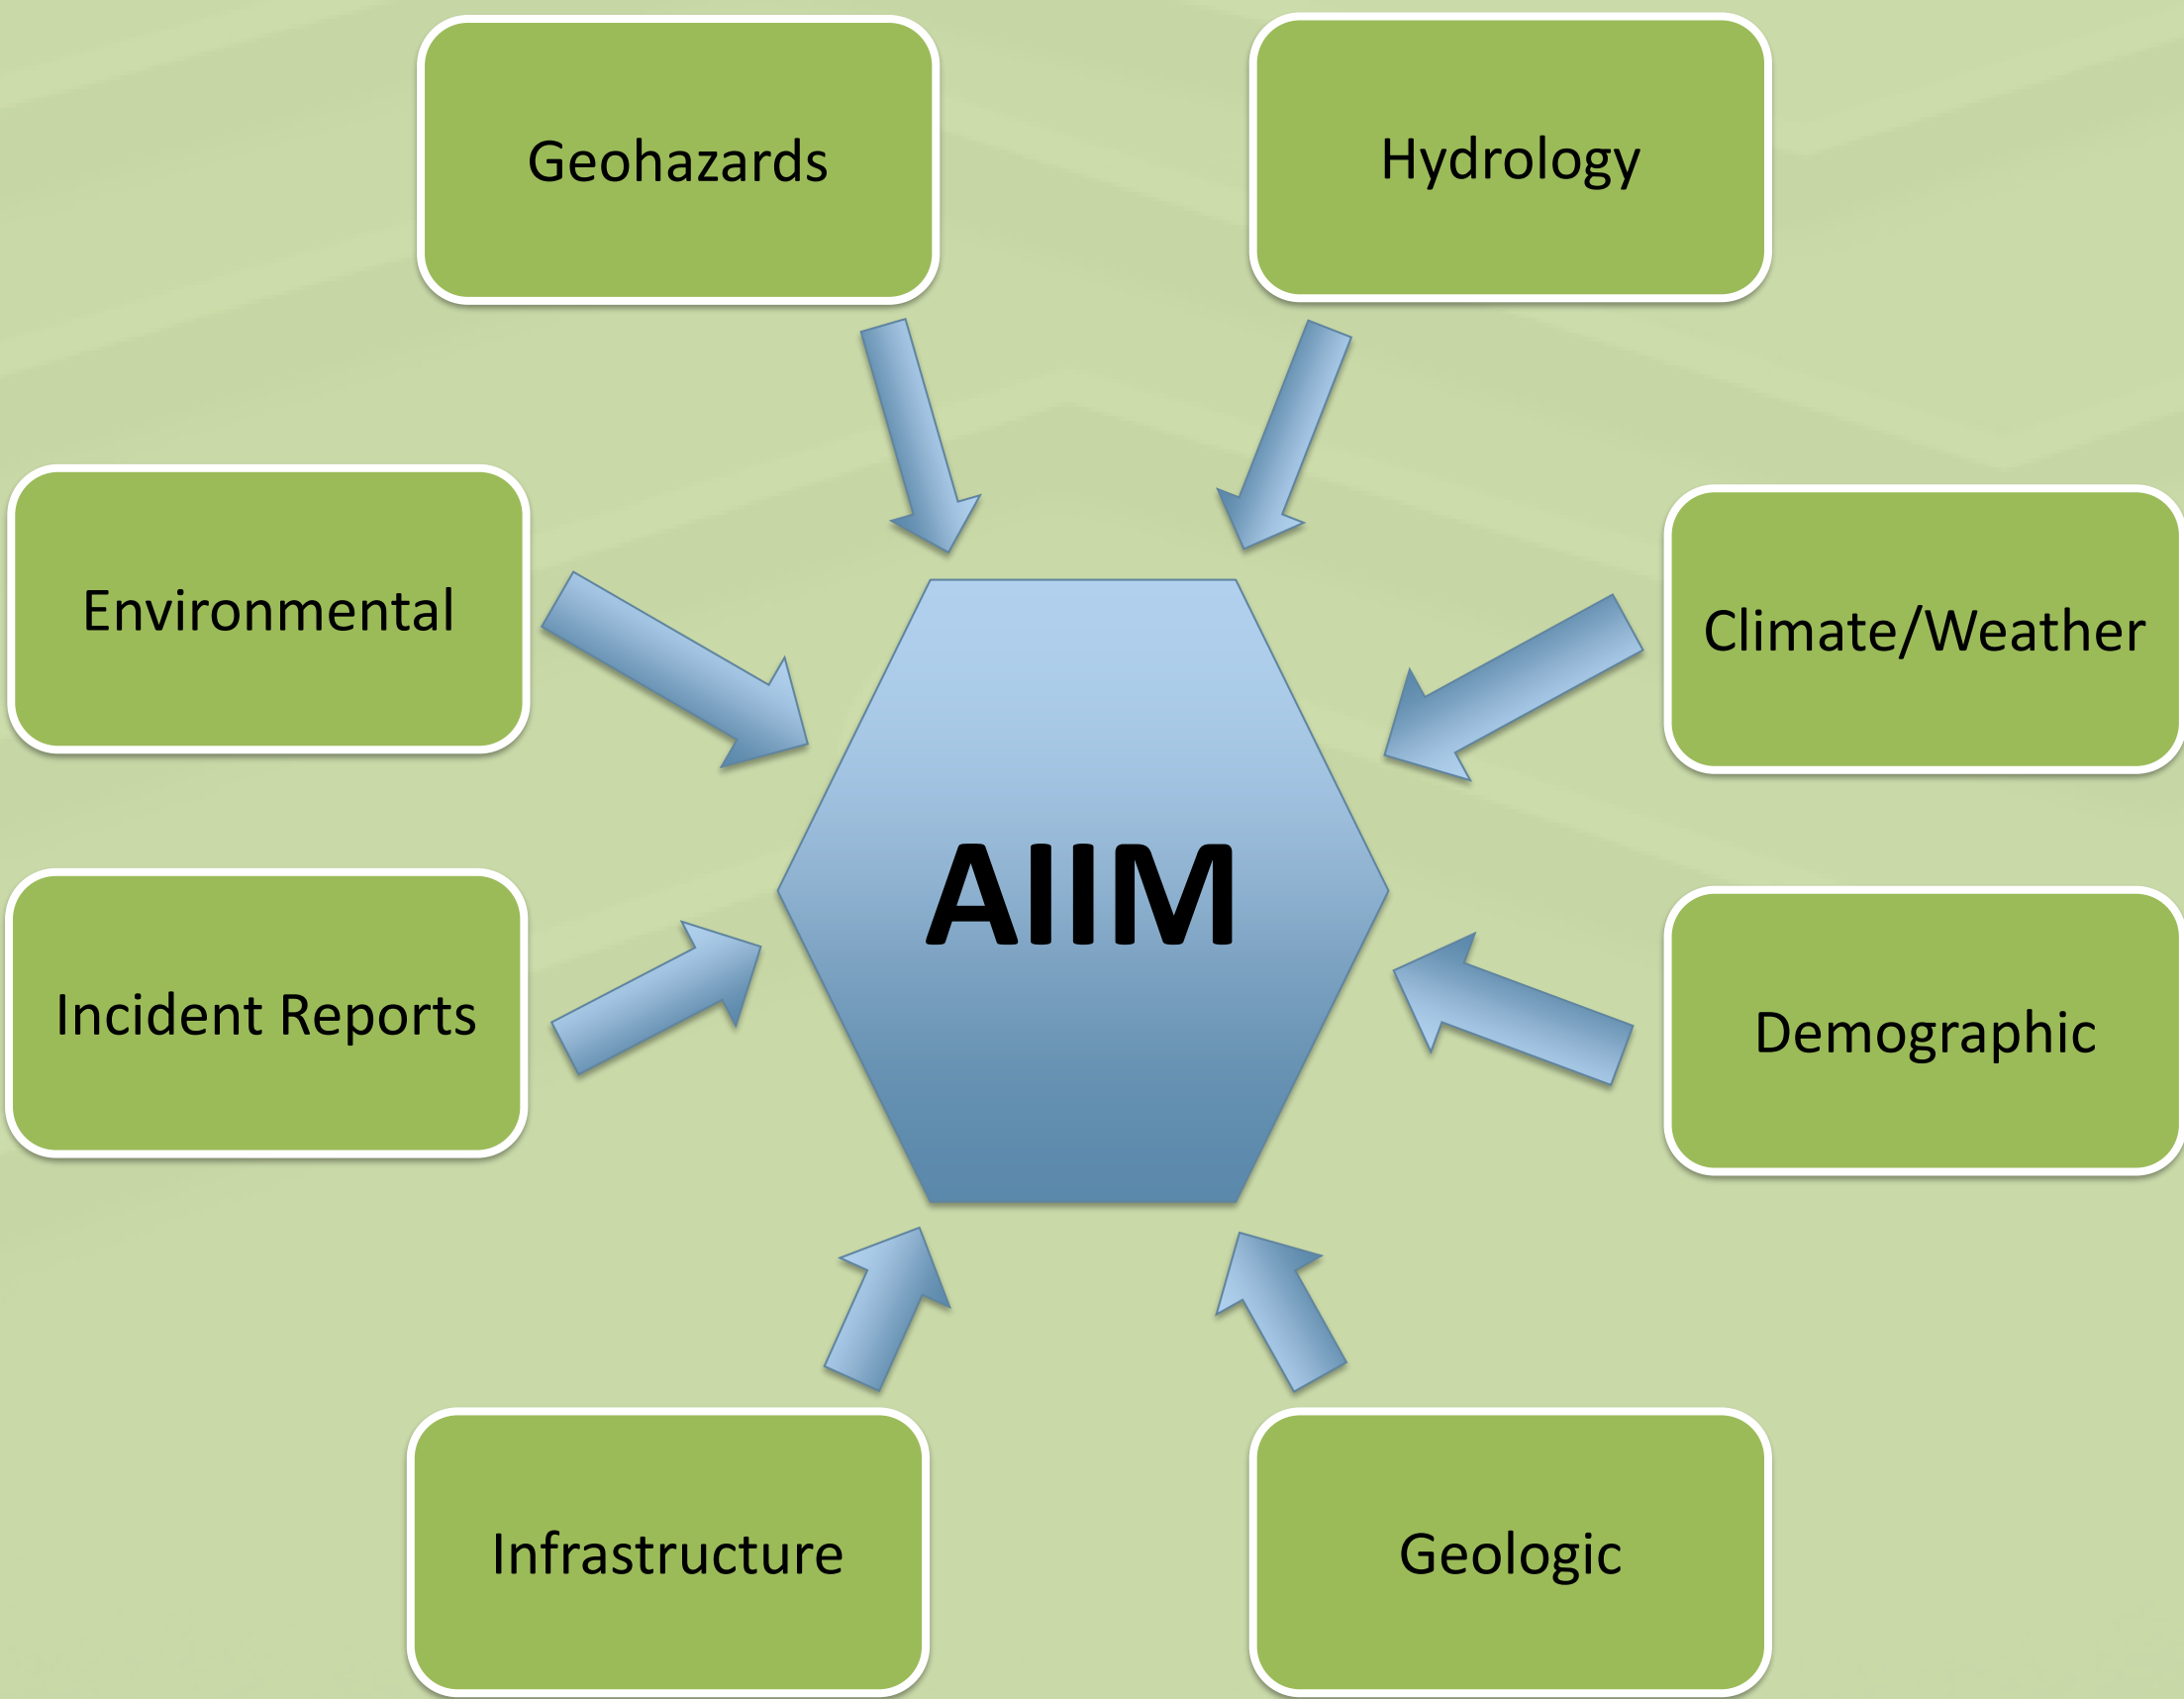 Geohazards
Hydrology
Environmental
Climate/Weather
AIIM
Incident Reports
Demographic
Infrastructure
Geologic